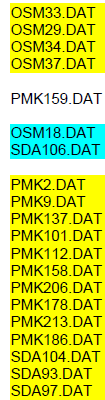 OSM33.DAT
OSM29.DAT
OSM34.DAT
OSM37.DAT
PMK159.DAT
OSM18.DAT
SDA106.DAT
PMK2.DAT
PMK9.DAT
PMK137.DAT
PMK101.DAT
PMK112.DAT
PMK158.DAT
PMK206.DAT
PMK178.DAT
PMK213.DAT
PMK186.DAT
SDA104.DAT
SDA93.DAT
SDA97.DAT